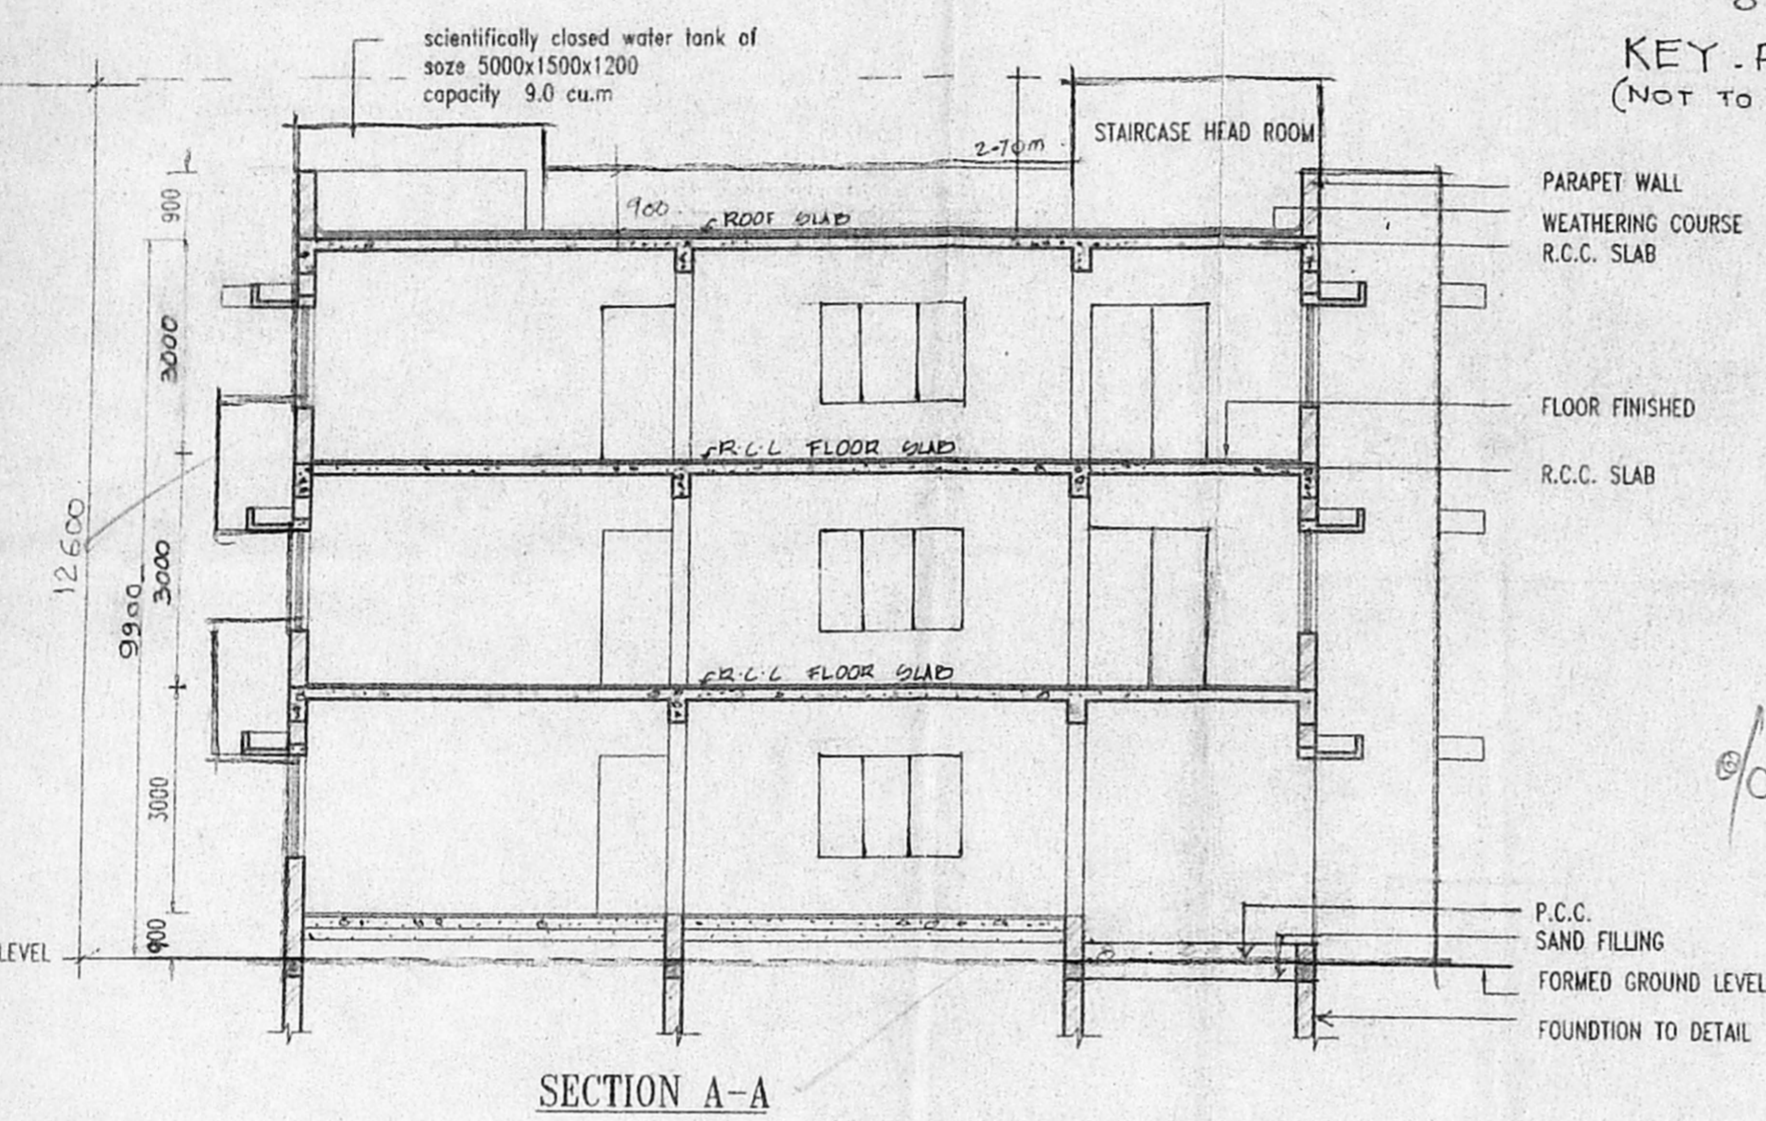 scientifically closed water tank of
soze 5000x1500x1200
capacity 9.0 cu.m
KEY
(NOT TO
STAIRCASE HEAD ROOM
2-70m
900
900
ROOF SLAB
PARAPET WALL
WEATHERING COURSE
R.C.C. SLAB
3000
FLOOR FINISHED
R.C.L FLOOR SLAB
R.C.C. SLAB
12600
9900
3000
R.C.L FLOOR SLAB
3000
900
LEVEL
P.C.C.
SAND FILLING
FORMED GROUND LEVEL
FOUNDTION TO DETAIL
SECTION A-A